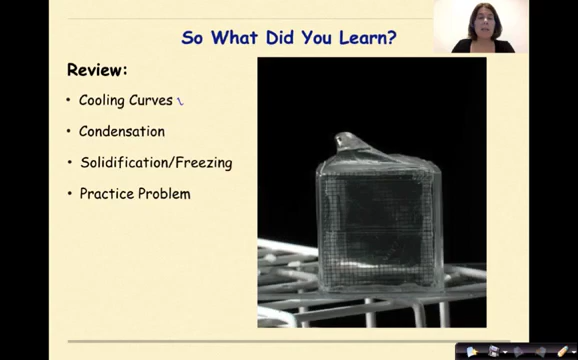 So What Did You Learn?
Review:
• Cooling Curves
• Condensation
• Solidification/Freezing
• Practice Problem